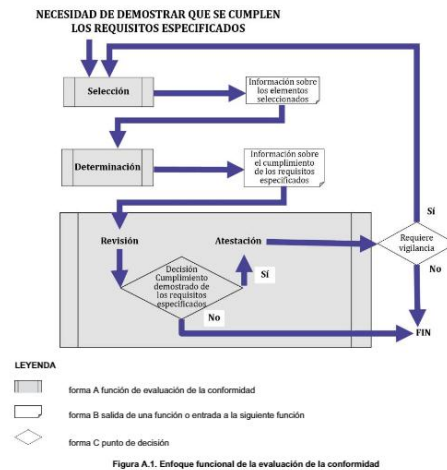 NECESIDAD DE DEMOSTRAR QUE SE CUMPLEN
LOS REQUISITOS ESPECIFICADOS
Selección
Información sobre
los elementos
seleccionados
Determinación
Información sobre
el cumplimiento
de los requisitos
especificados
Revisión
Atestación
Decisión
Cumplimiento
demostrado de
los requisitos
especificados
Sí
No
Requiere
vigilancia
Sí
No
FIN
LEYENDA
forma A función de evaluación de la conformidad
forma B salida de una función o entrada a la siguiente función
forma C punto de decisión
Figura A.1. Enfoque funcional de la evaluación de la conformidad